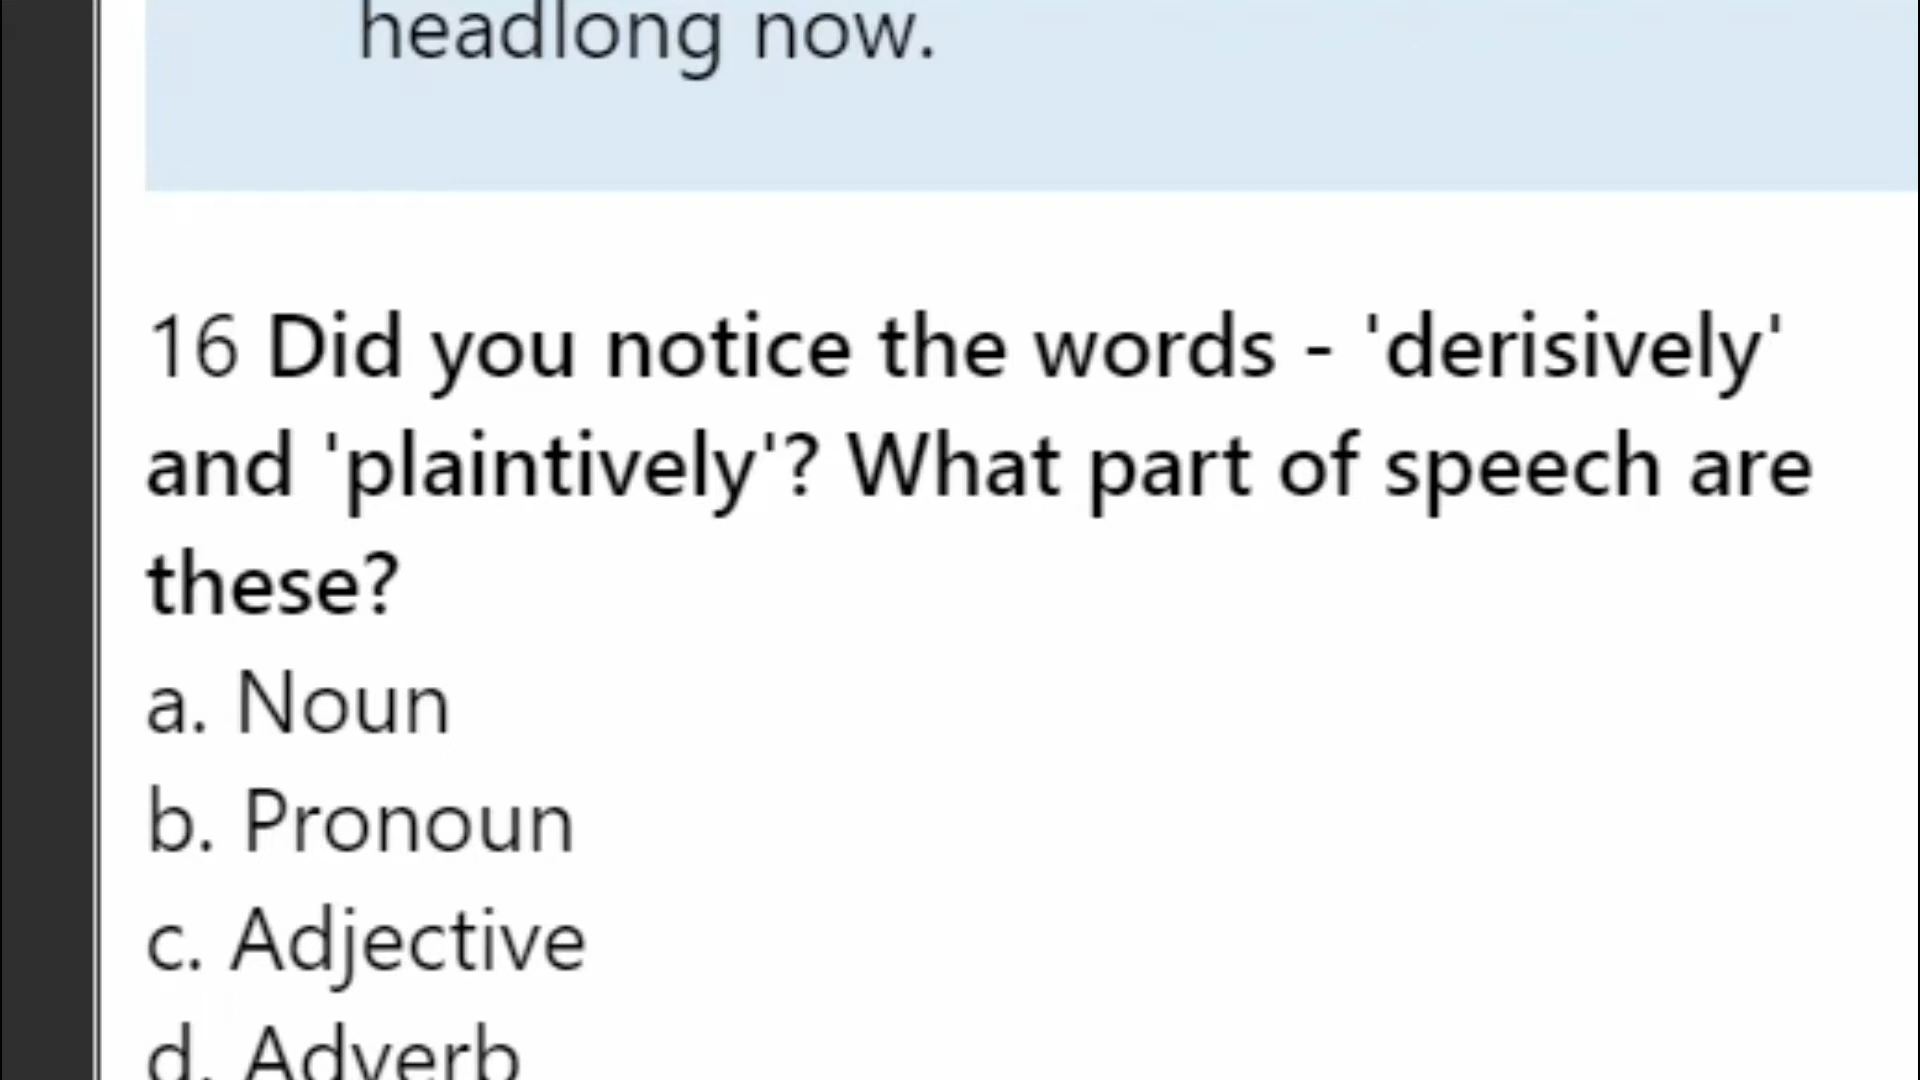 headlong now.
16 Did you notice the words - 'derisively'
and 'plaintively'? What part of speech are
these?
a. Noun
b. Pronoun
c. Adjective
d. Adverb